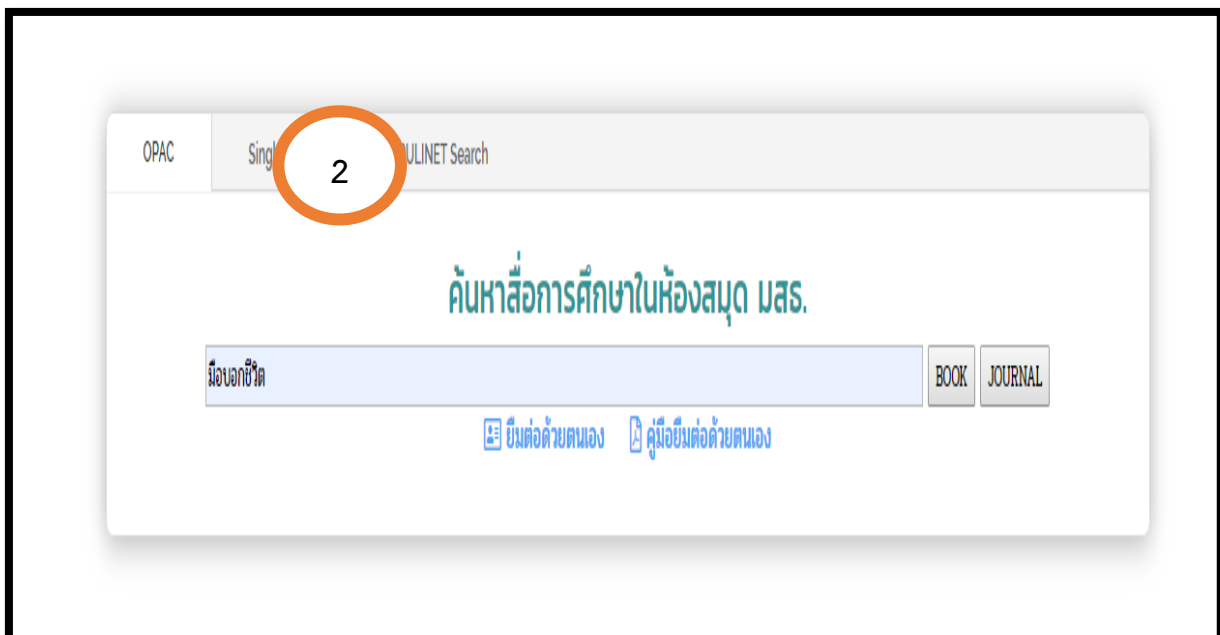 OPAC
2
Search
ค้นหาสื่อการศึกษาในห้องสมุด มสธ.
มือบอกชีวิต
BOOK JOURNAL
ยืมต่อด้วยตนเอง คู่มือยืมต่อด้วยตนเอง